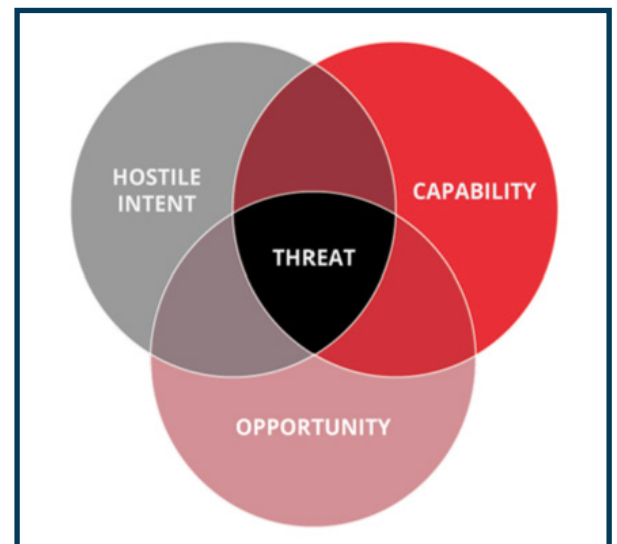 HOSTILE
INTENT
CAPABILITY
THREAT
OPPORTUNITY